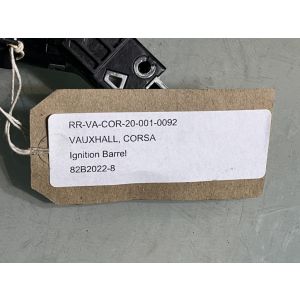 RR-VA-COR-20-001-0092
VAUXHALL, CORSA
Ignition Barrel
82B2022-8